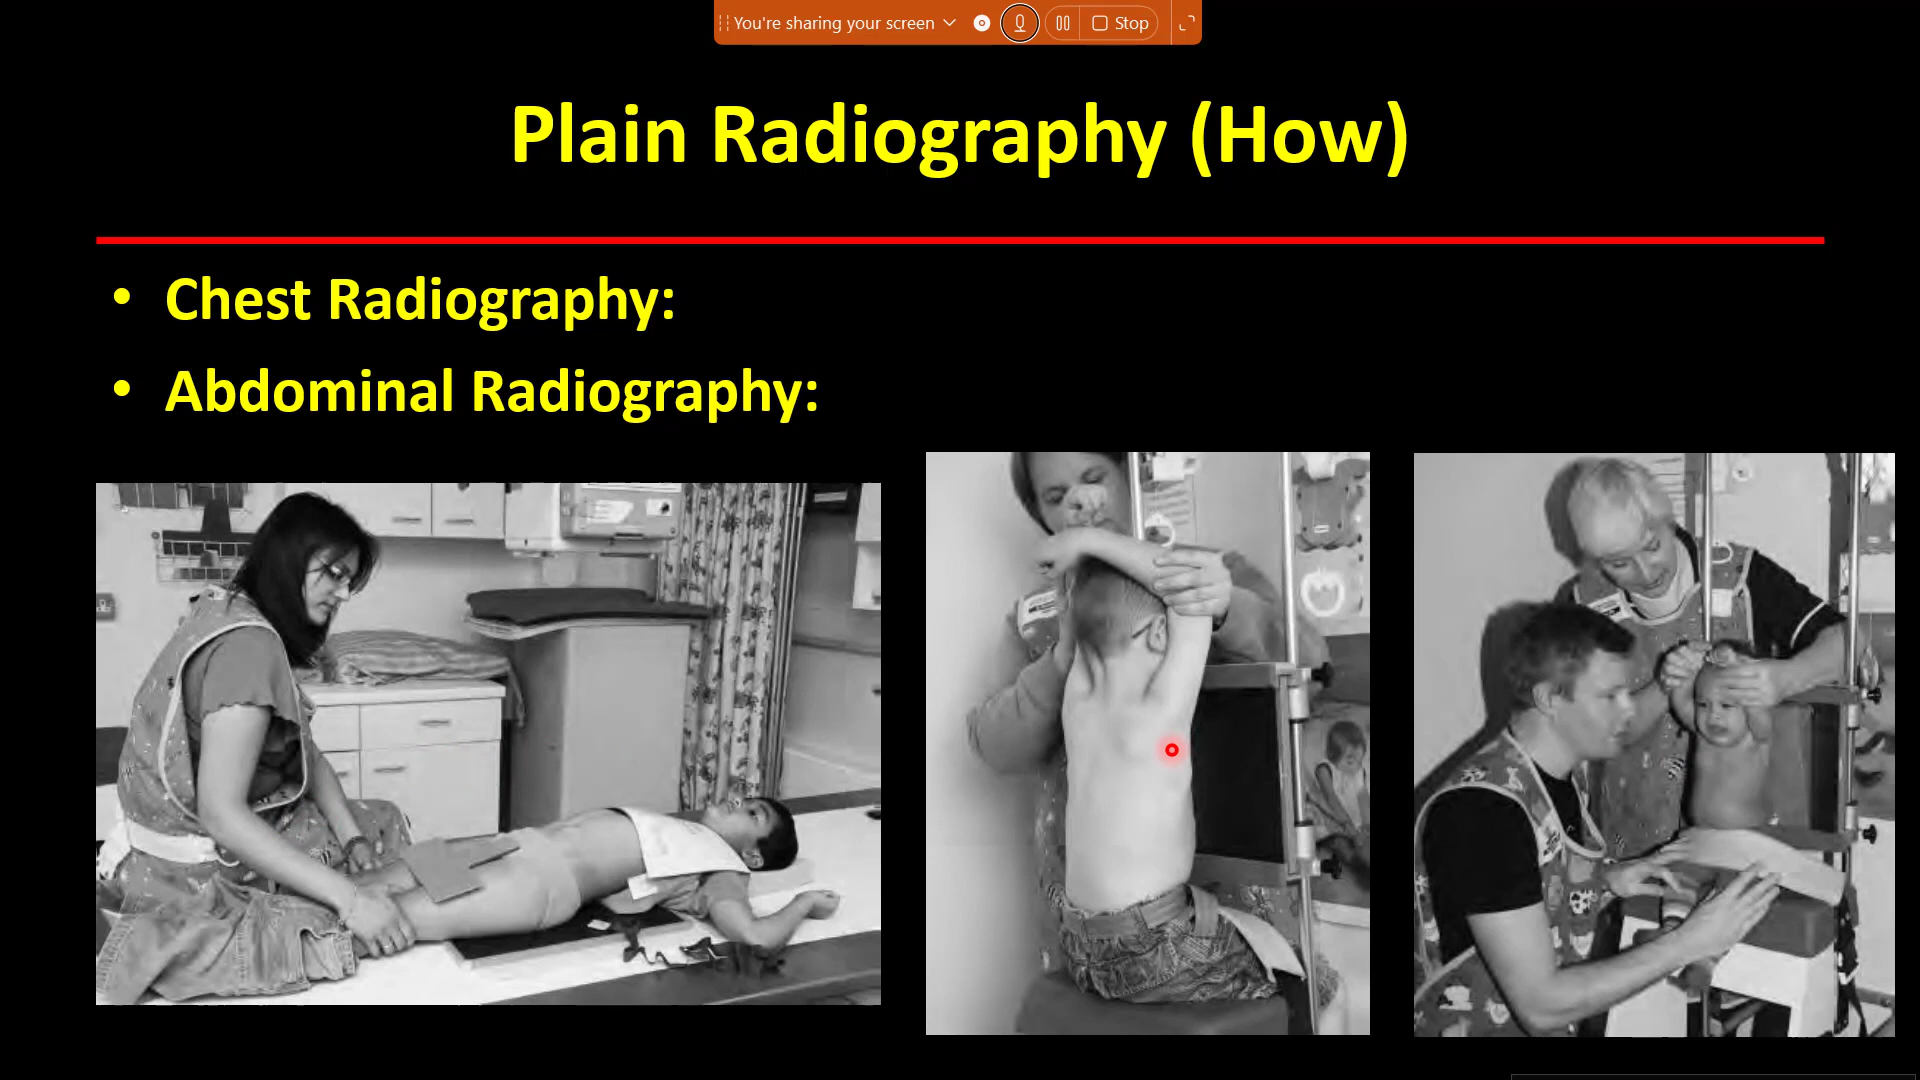 You're sharing your screen
Stop
Plain Radiography (How)
• Chest Radiography:
• Abdominal Radiography: